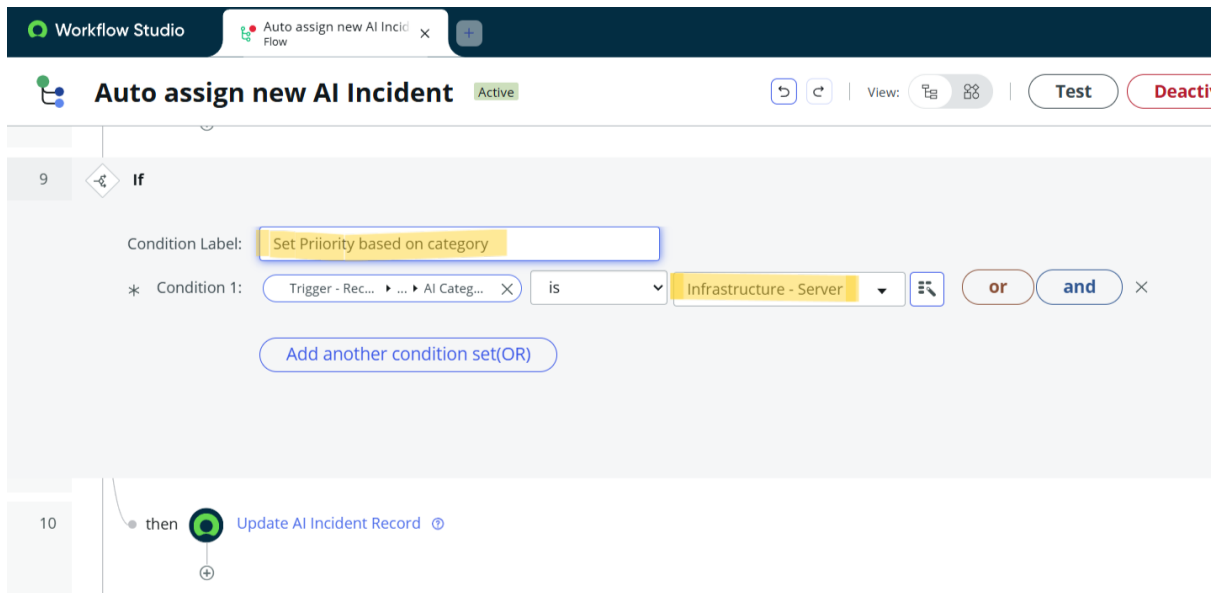 Workflow Studio
Auto assign new AI Incid
Flow
Auto assign new AI Incident Active
View:
Test
Deacti
9 If
Condition Label: Set Priiority based on category
* Condition 1: Trigger - Rec... ▸ ... ▸ AI Categ... is Infrastructure - Server or and
Add another condition set(OR)
10 then Update AI Incident Record